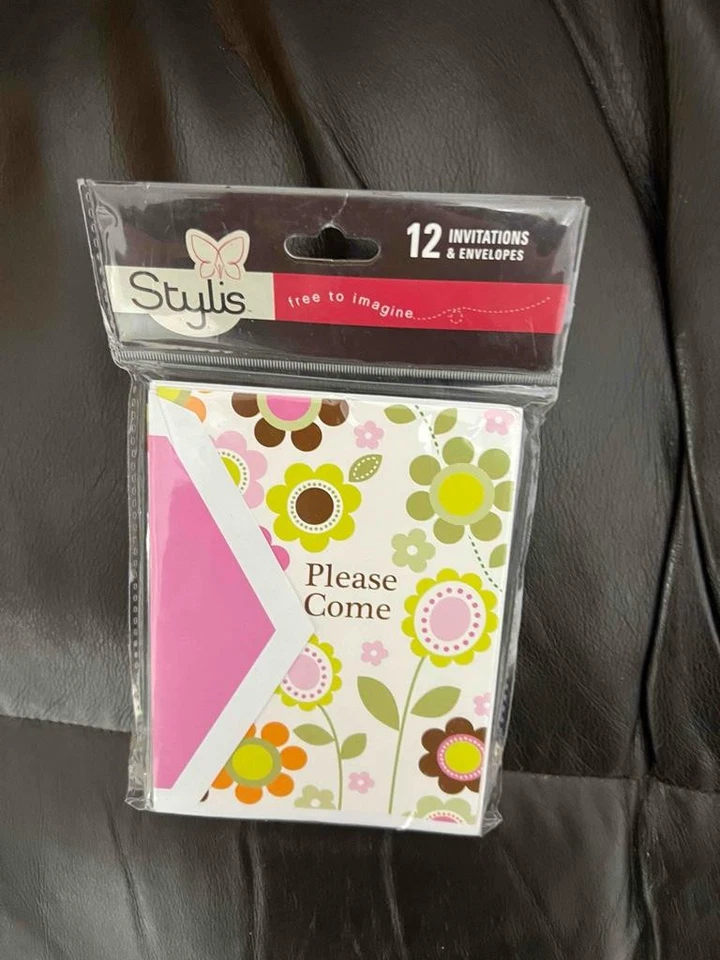 Stylis
free to imagine
12 INVITATIONS
& ENVELOPES
Please
Come